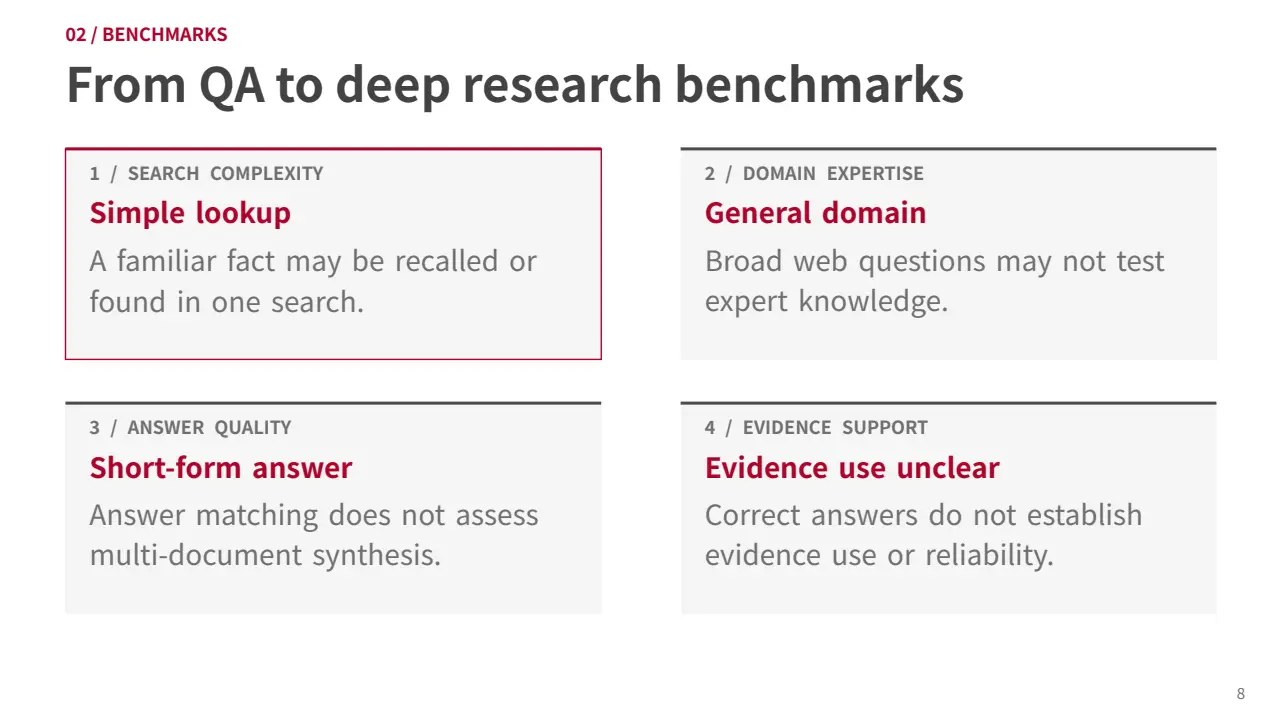 02 / BENCHMARKS
From QA to deep research benchmarks
1 / SEARCH COMPLEXITY
Simple lookup
A familiar fact may be recalled or
found in one search.
2 / DOMAIN EXPERTISE
General domain
Broad web questions may not test
expert knowledge.
3 / ANSWER QUALITY
Short-form answer
Answer matching does not assess
multi-document synthesis.
4 / EVIDENCE SUPPORT
Evidence use unclear
Correct answers do not establish
evidence use or reliability.
8